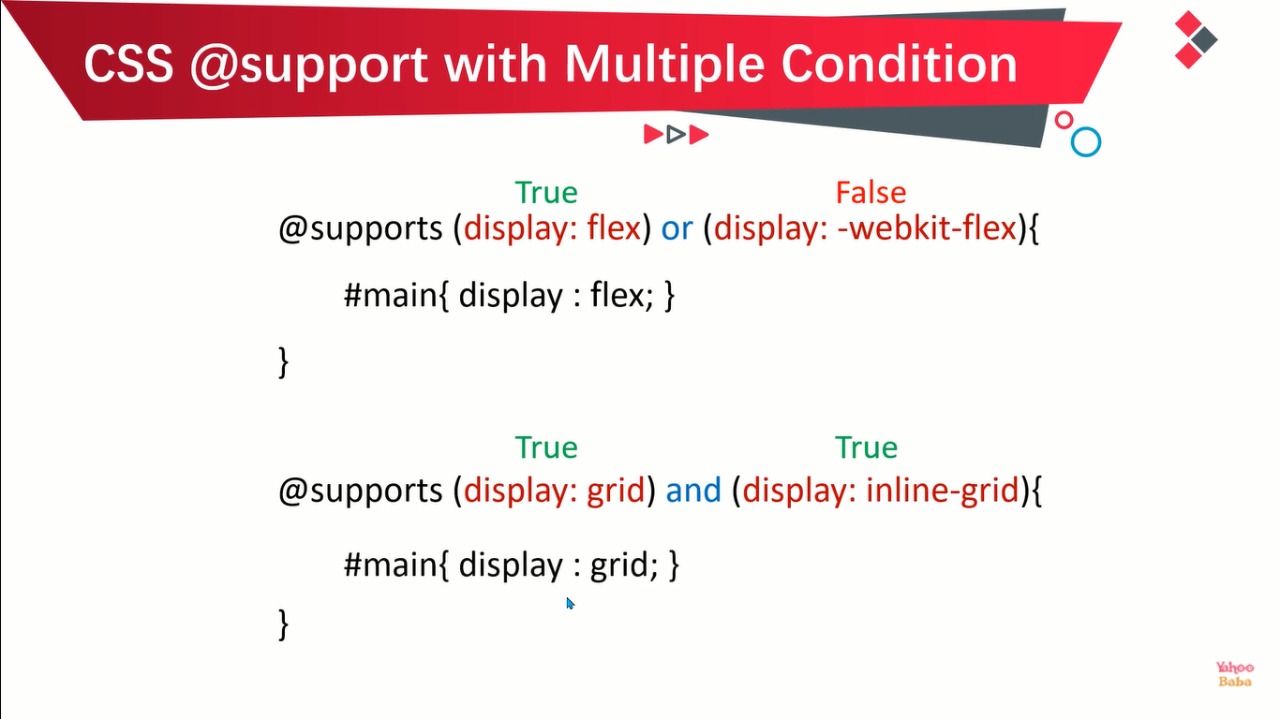 CSS @support with Multiple Condition
True False
@supports (display: flex) or (display: -webkit-flex){
#main{ display : flex; }
}
True True
@supports (display: grid) and (display: inline-grid){
#main{ display : grid; }
}
Yahoo
Baba